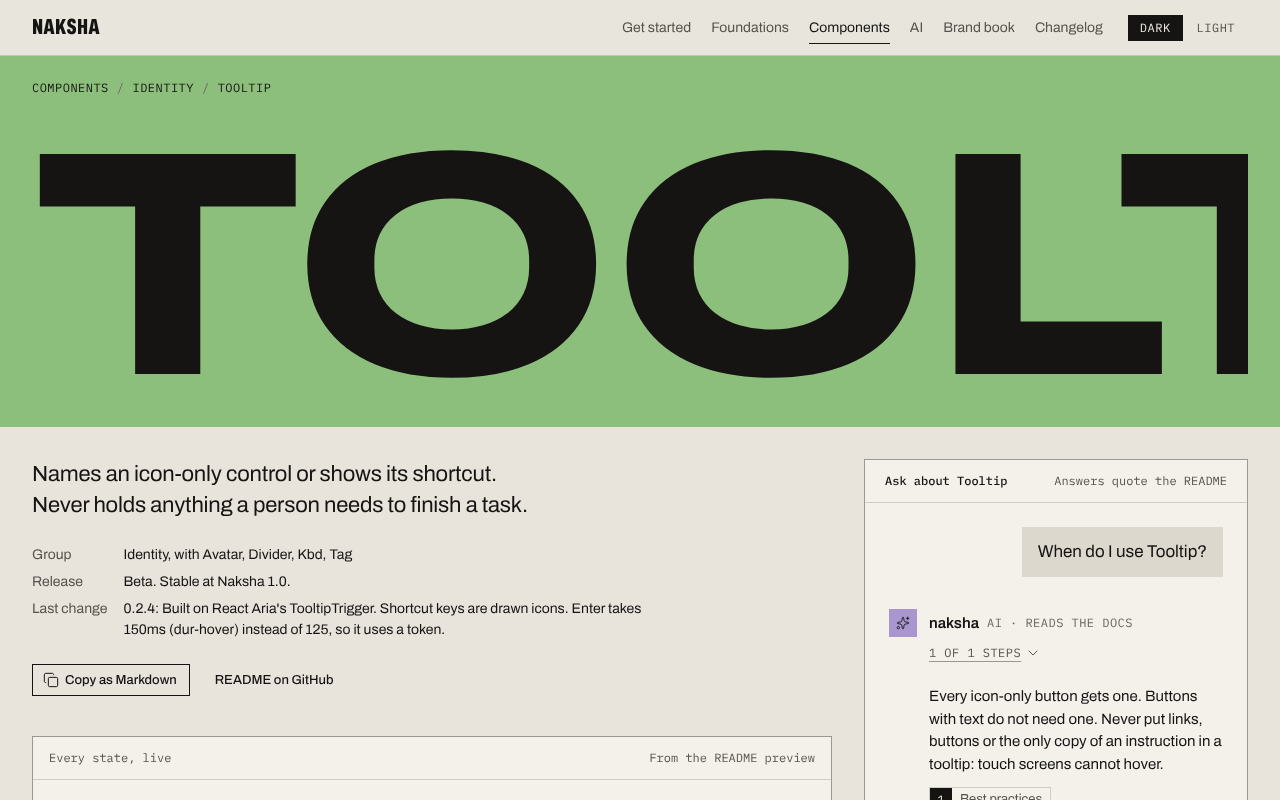 NAKSHA
Get started Foundations Components AI Brand book Changelog DARK LIGHT
COMPONENTS / IDENTITY / TOOLTIP
TOOLT
Names an icon-only control or shows its shortcut.
Never holds anything a person needs to finish a task.
Group Identity, with Avatar, Divider, Kbd, Tag
Release Beta. Stable at Naksha 1.0.
Last change 0.2.4: Built on React Aria's TooltipTrigger. Shortcut keys are drawn icons. Enter takes
150ms (dur-hover) instead of 125, so it uses a token.
Copy as Markdown README on GitHub
Every state, live From the README preview
Ask about Tooltip Answers quote the README
When do I use Tooltip?
naksha AI · READS THE DOCS
1 OF 1 STEPS
Every icon-only button gets one. Buttons
with text do not need one. Never put links,
buttons or the only copy of an instruction in a
tooltip: touch screens cannot hover.
1 Best practices